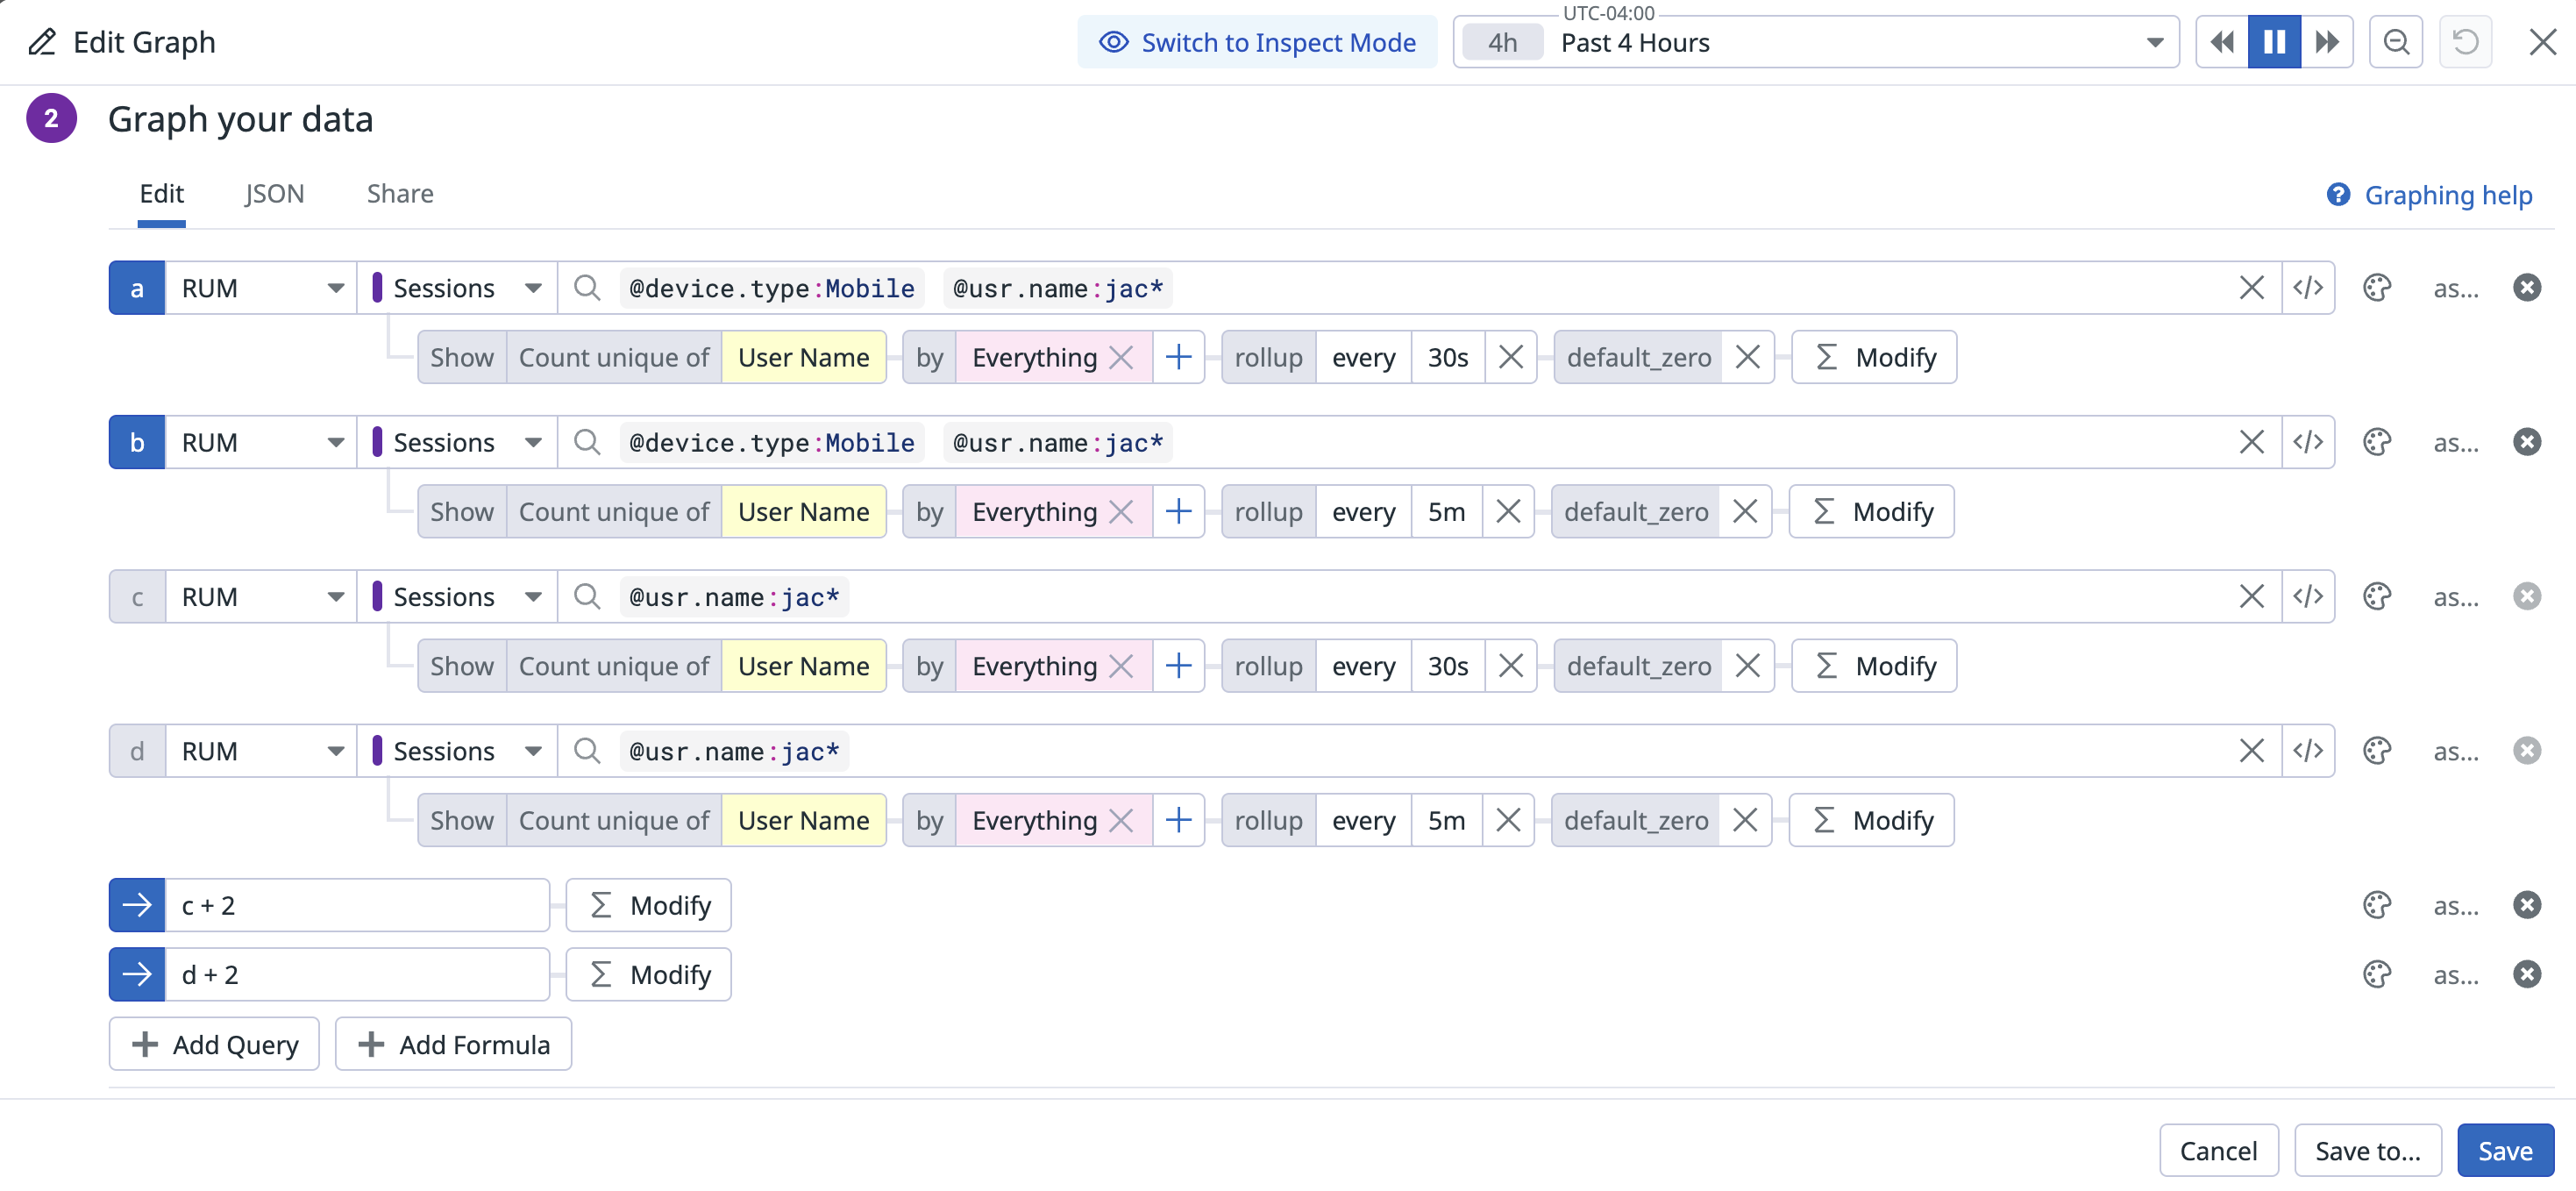 UTC-04:00
Edit Graph Switch to Inspect Mode 4h Past 4 Hours
2 Graph your data
Edit JSON Share Graphing help
a RUM Sessions @device.type:Mobile @usr.name:jac* </> as...
Show Count unique of User Name by Everything rollup every 30s default_zero Σ Modify
b RUM Sessions @device.type:Mobile @usr.name:jac* </> as...
Show Count unique of User Name by Everything rollup every 5m default_zero Σ Modify
c RUM Sessions @usr.name:jac* </> as...
Show Count unique of User Name by Everything rollup every 30s default_zero Σ Modify
d RUM Sessions @usr.name:jac* </> as...
Show Count unique of User Name by Everything rollup every 5m default_zero Σ Modify
c + 2 Σ Modify as...
d + 2 Σ Modify as...
Add Query Add Formula
Cancel Save to... Save